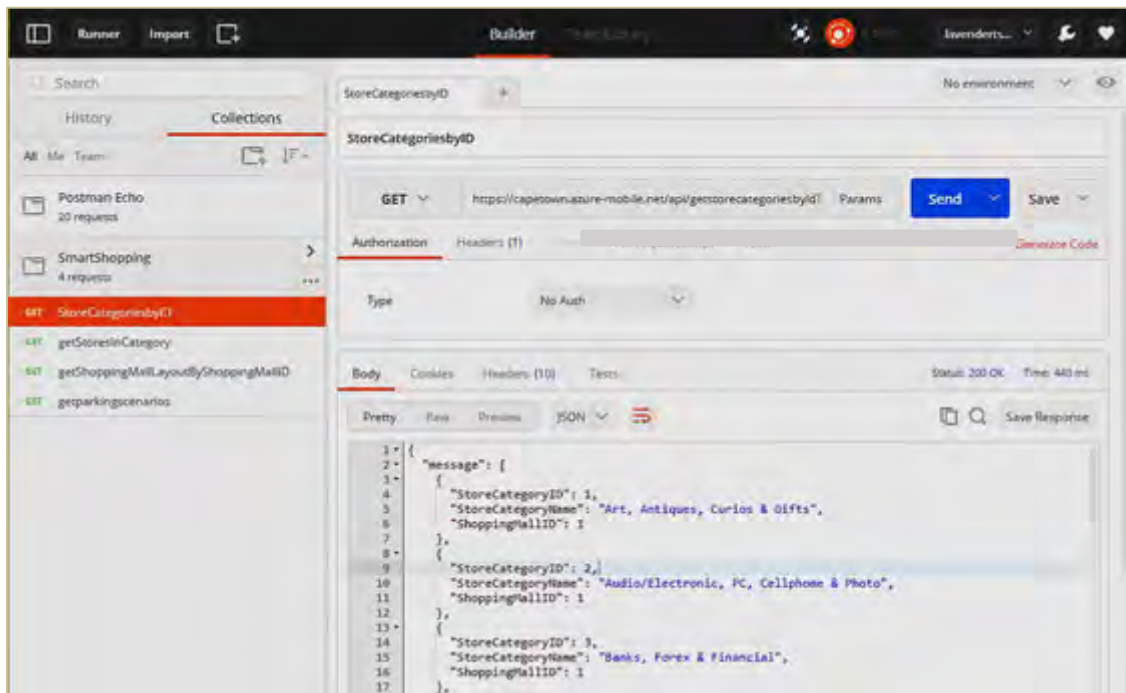 Runner Import Builder lavenderts...
Search
History Collections
All Me Team
Postman Echo
20 requests
SmartShopping
4 requests
GET StoreCategoriesbyID
GET getStoresInCategory
GET getShoppingMallLayoutByShoppingMallID
GET getparkingscenarios
StoreCategoriesbyID + No environment
StoreCategoriesbyID
GET https://capetown.azure-mobile.net/api/getstorecategoriesbyid? Params Send Save
Authorization Headers (1) Generate Code
Type No Auth
Body Cookies Headers (10) Tests Status: 200 OK Time: 440 ms
Pretty Raw Preview JSON Save Response
1 {
2 "message": [
3 {
4 "StoreCategoryID": 1,
5 "StoreCategoryName": "Art, Antiques, Curios & Gifts",
6 "ShoppingMallID": 1
7 },
8 {
9 "StoreCategoryID": 2,
10 "StoreCategoryName": "Audio/Electronic, PC, Cellphone & Photo",
11 "ShoppingMallID": 1
12 },
13 {
14 "StoreCategoryID": 3,
15 "StoreCategoryName": "Banks, Forex & Financial",
16 "ShoppingMallID": 1
17 },